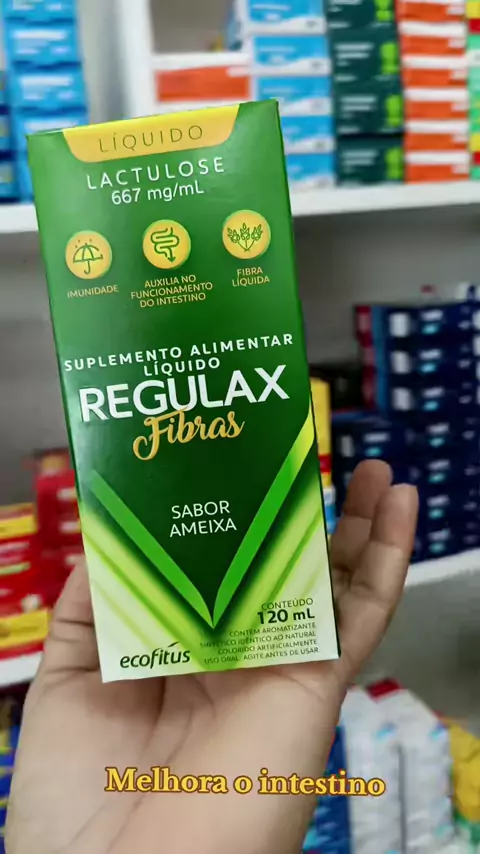 LÍQUIDO
LACTULOSE
667 mg/mL
IMUNIDADE
AUXILIA NO
FUNCIONAMENTO
DO INTESTINO
FIBRA
LÍQUIDA
SUPLEMENTO ALIMENTAR
LÍQUIDO
REGULAX
Fibras
SABOR
AMEIXA
CONTEÚDO
120 mL
CONTÉM AROMATIZANTE
SINTÉTICO IDÊNTICO AO NATURAL
COLORIDO ARTIFICIALMENTE
USO ORAL. AGITE ANTES DE USAR
ecofitus
Melhora o intestino